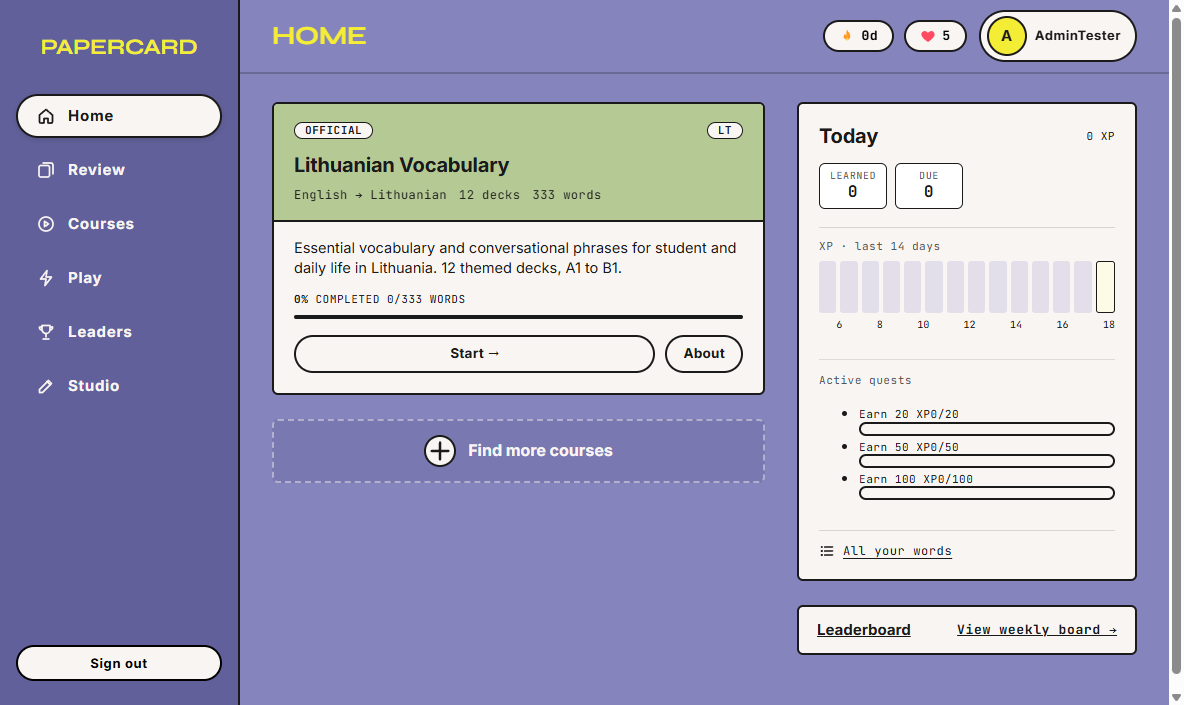 PAPERCARD
Home
Review
Courses
Play
Leaders
Studio
Sign out
HOME
0d
5
A
AdminTester
OFFICIAL
LT
Lithuanian Vocabulary
English → Lithuanian 12 decks 333 words
Essential vocabulary and conversational phrases for student and
daily life in Lithuania. 12 themed decks, A1 to B1.
0% COMPLETED 0/333 WORDS
Start →
About
Find more courses
Today
0 XP
LEARNED
0
DUE
0
XP · last 14 days
6 8 10 12 14 16 18
Active quests
Earn 20 XP0/20
Earn 50 XP0/50
Earn 100 XP0/100
All your words
Leaderboard
View weekly board →